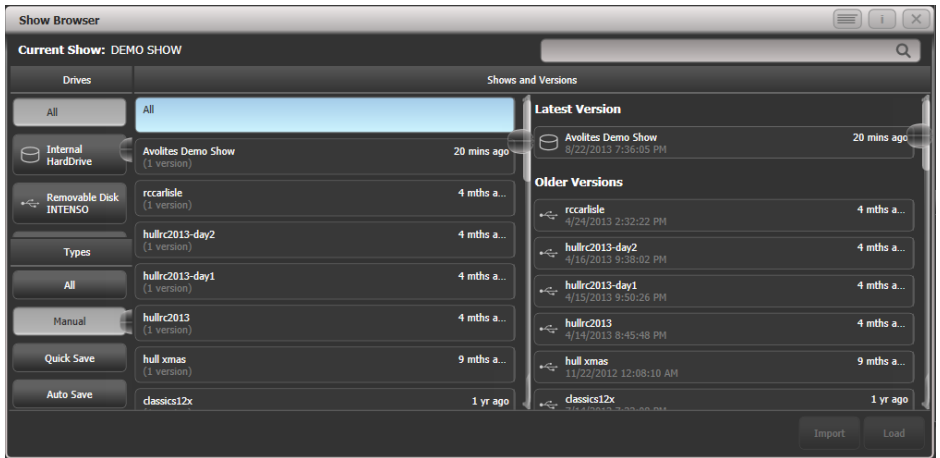 Show Browser
Current Show: DEMO SHOW
Drives
Shows and Versions
All
Internal
HardDrive
Removable Disk
INTENSO
Types
All
Manual
Quick Save
Auto Save
All
Avolites Demo Show 20 mins ago
(1 version)
rccarlisle 4 mths a...
(1 version)
hullrc2013-day2 4 mths a...
(1 version)
hullrc2013-day1 4 mths a...
(1 version)
hullrc2013 4 mths a...
(1 version)
hull xmas 9 mths a...
(1 version)
classics12x 1 yr ago
Latest Version
Avolites Demo Show 20 mins ago
8/22/2013 7:36:05 PM
Older Versions
rccarlisle 4 mths a...
4/24/2013 2:32:22 PM
hullrc2013-day2 4 mths a...
4/16/2013 9:38:02 PM
hullrc2013-day1 4 mths a...
4/15/2013 9:50:26 PM
hullrc2013 4 mths a...
4/14/2013 8:45:48 PM
hull xmas 9 mths a...
11/22/2012 12:08:10 AM
classics12x 1 yr ago
Import Load